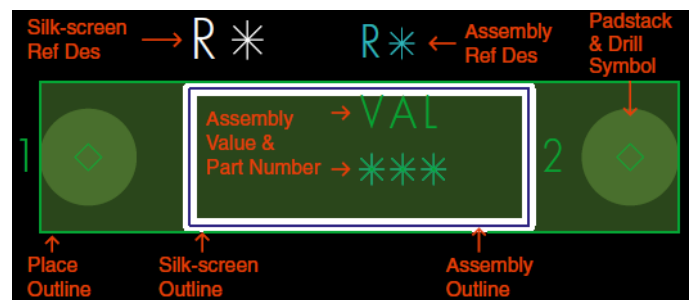 Silk-screen
Ref Des
R*
R*
Assembly
Ref Des
Padstack
& Drill
Symbol
1
Assembly
Value &
Part Number
VAL
***
2
Place
Outline
Silk-screen
Outline
Assembly
Outline